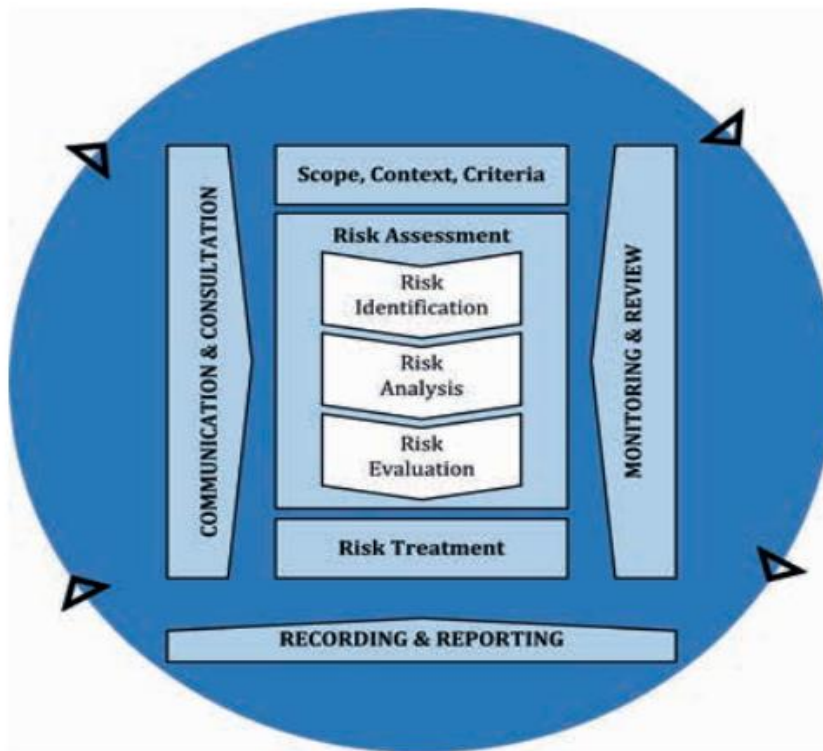 Scope, Context, Criteria
Risk Assessment
Risk
Identification
Risk
Analysis
Risk
Evaluation
Risk Treatment
COMMUNICATION & CONSULTATION
MONITORING & REVIEW
RECORDING & REPORTING